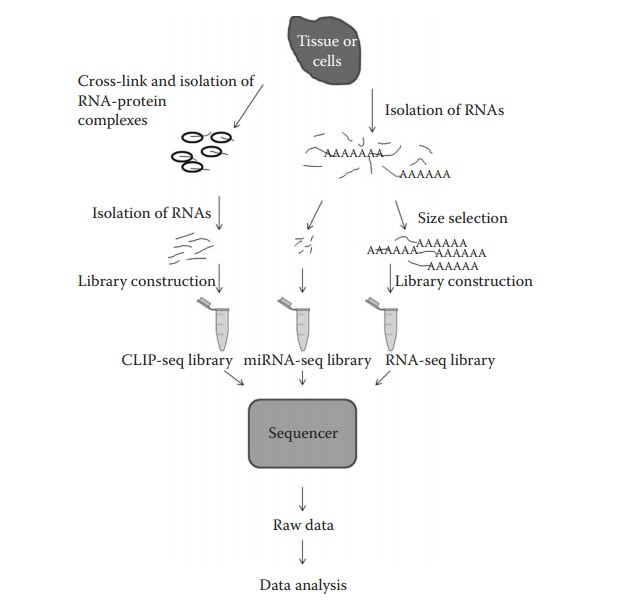 Tissue or
cells
Cross-link and isolation of
RNA-protein
complexes
Isolation of RNAs
AAAAAAA
AAAAAA
Isolation of RNAs
Size selection
AAAAAA
AAAAAA
AAAAAA
AAAAAA
Library construction
Library construction
CLIP-seq library
miRNA-seq library
RNA-seq library
Sequencer
Raw data
Data analysis